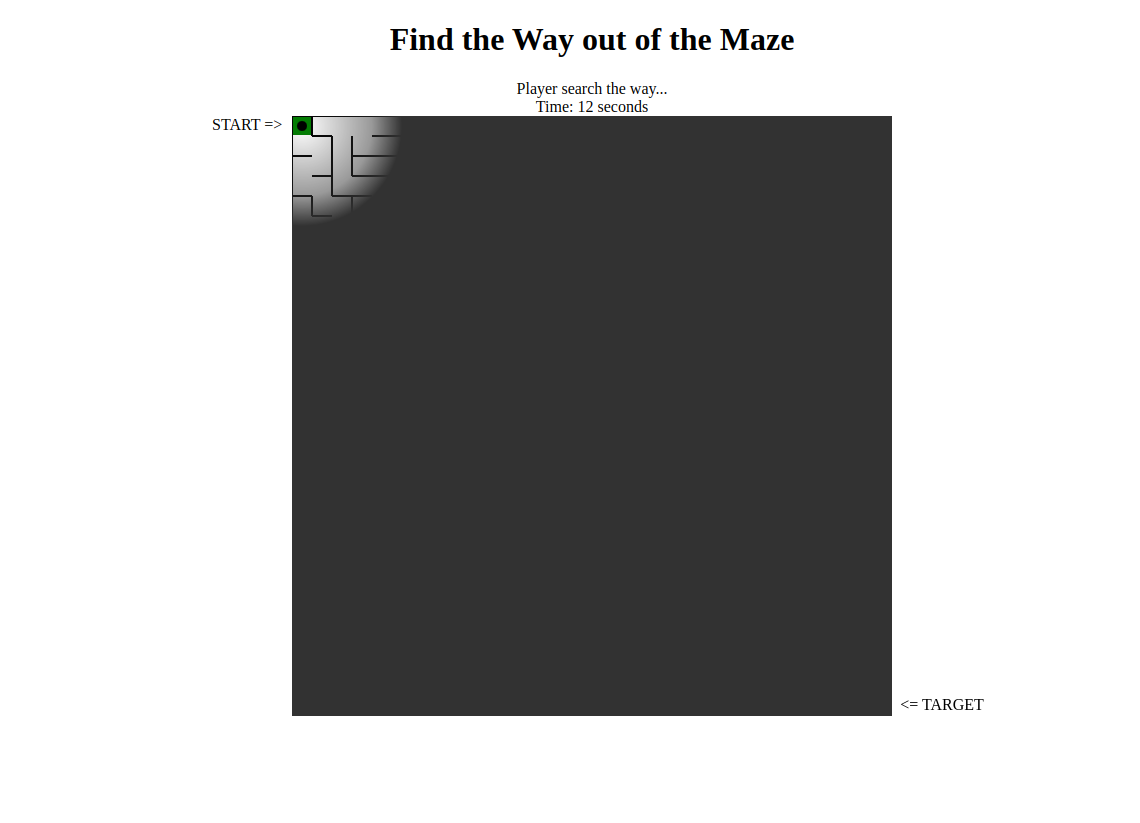 Find the Way out of the Maze
Player search the way...
Time: 12 seconds
START =>
<= TARGET